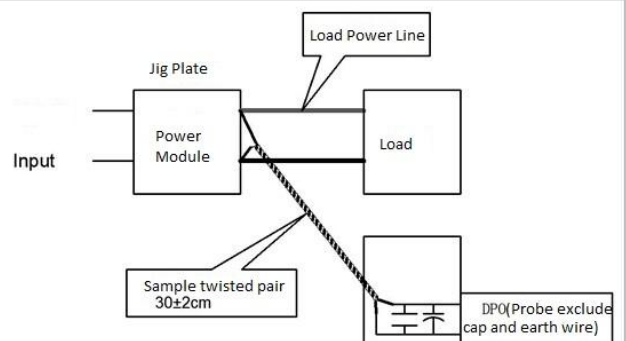 Load Power Line
Jig Plate
Power
Module
Load
Input
Sample twisted pair
30±2cm
DPO(Probe exclude
cap and earth wire)